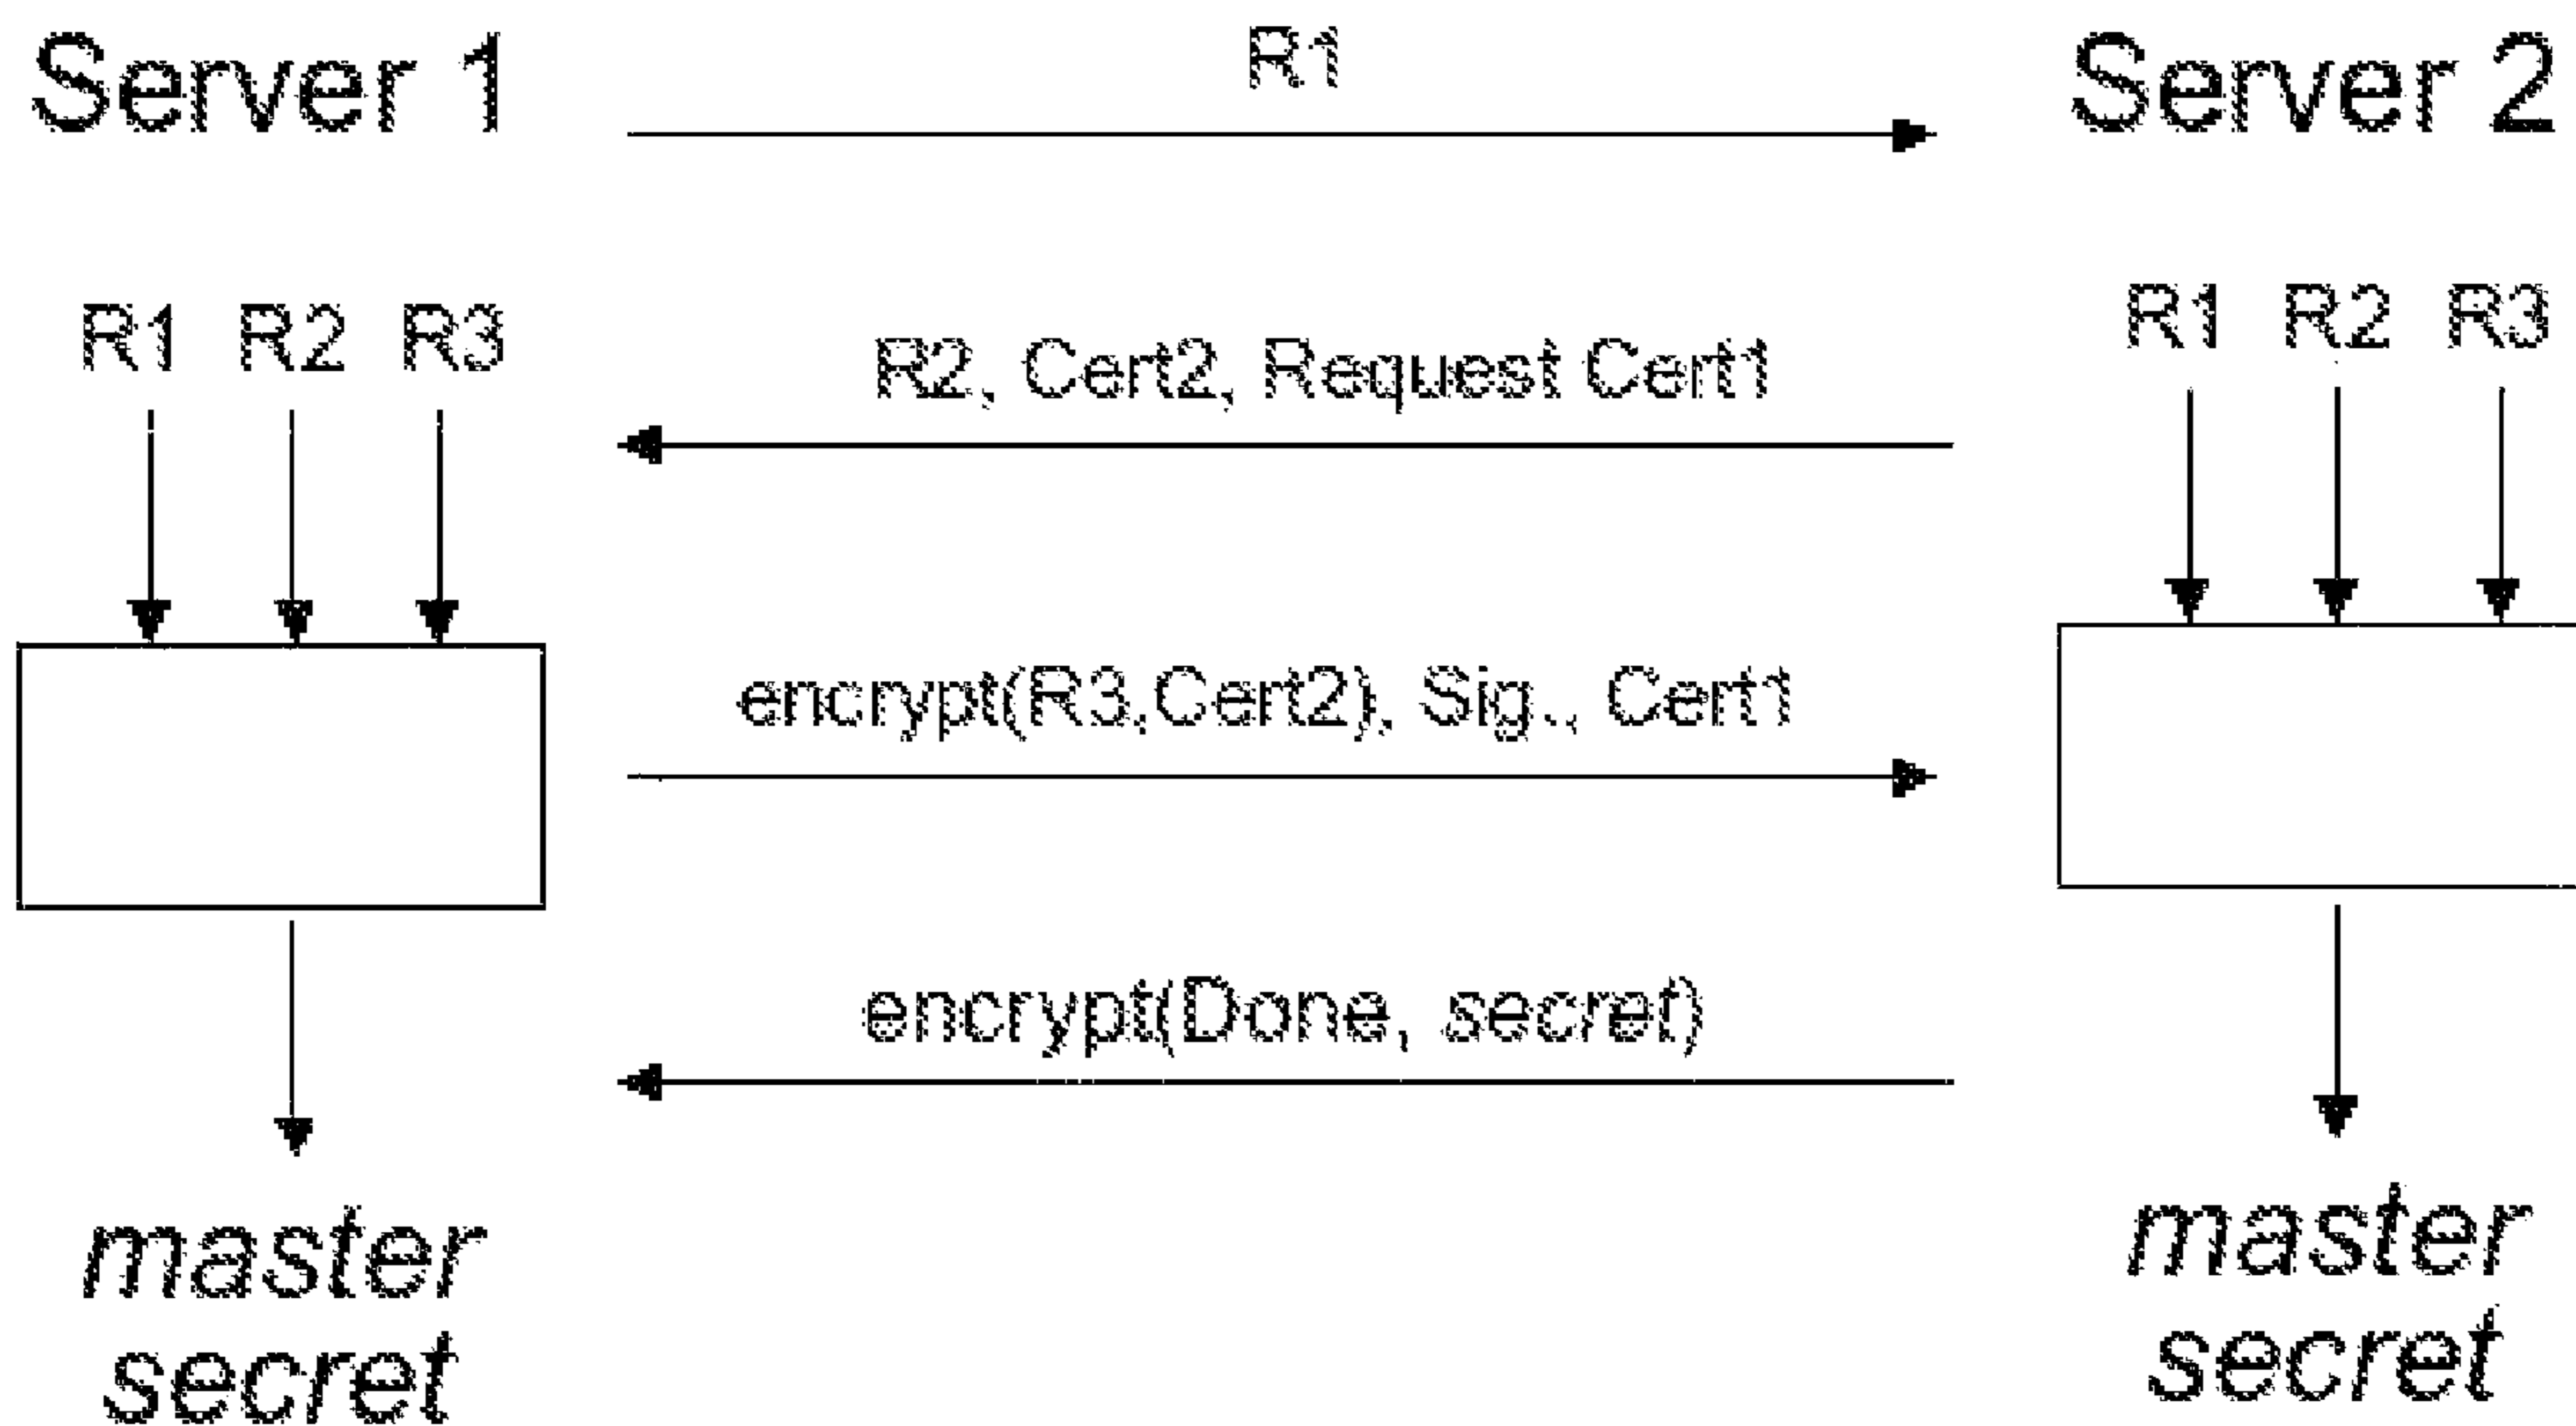 Server 1
R1
Server 2
R1 R2 R3
R1 R2 R3
R2, Cert2, Request Cert1
encrypt(R3,Cert2), Sig., Cert1
encrypt(Done, secret)
master
secret
master
secret